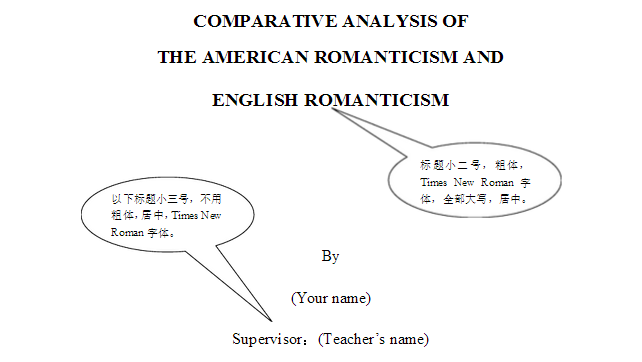 COMPARATIVE ANALYSIS OF
THE AMERICAN ROMANTICISM AND
ENGLISH ROMANTICISM
标题小二号，粗体，
Times New Roman 字
体，全部大写，居中。
以下标题小三号，不用
粗体，居中，Times New
Roman 字体。
By
(Your name)
Supervisor：(Teacher’s name)